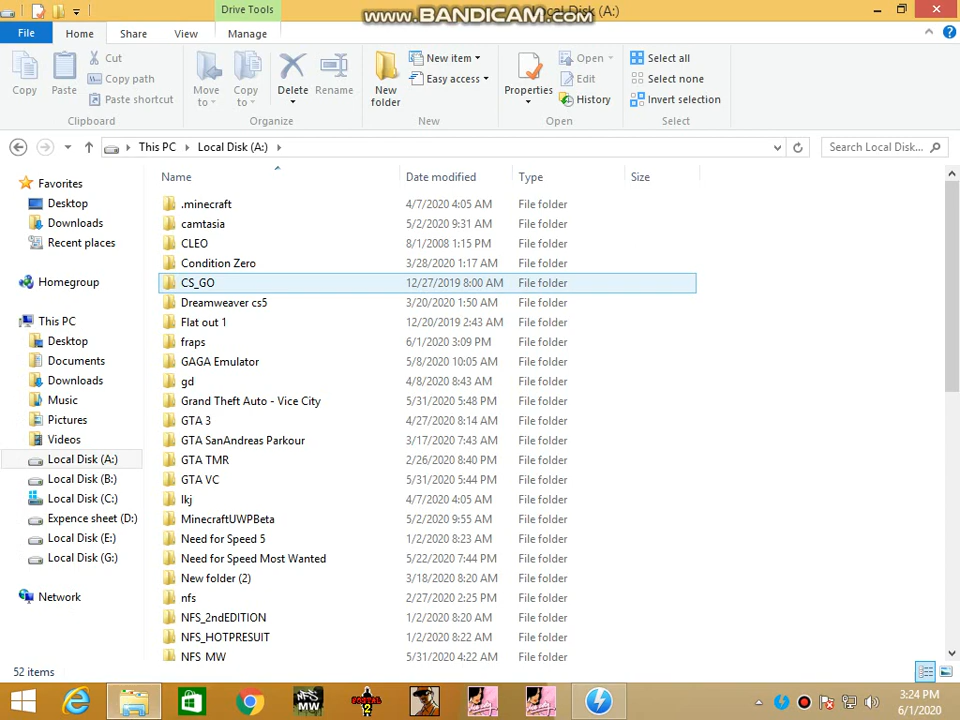 Drive Tools
www.BANDICAM.com
Disk (A:)
File
Home
Share
View
Manage
Copy
Paste
Cut
Copy path
Paste shortcut
Clipboard
Move to
Copy to
Delete
Rename
Organize
New folder
New item
Easy access
New
Properties
Open
Edit
History
Open
Select all
Select none
Invert selection
Select
This PC
Local Disk (A:)
Search Local Disk...
Favorites
Desktop
Downloads
Recent places
Homegroup
This PC
Desktop
Documents
Downloads
Music
Pictures
Videos
Local Disk (A:)
Local Disk (B:)
Local Disk (C:)
Expence sheet (D:)
Local Disk (E:)
Local Disk (G:)
Network
Name Date modified Type Size
.minecraft 4/7/2020 4:05 AM File folder
camtasia 5/2/2020 9:31 AM File folder
CLEO 8/1/2008 1:15 PM File folder
Condition Zero 3/28/2020 1:17 AM File folder
CS_GO 12/27/2019 8:00 AM File folder
Dreamweaver cs5 3/20/2020 1:50 AM File folder
Flat out 1 12/20/2019 2:43 AM File folder
fraps 6/1/2020 3:09 PM File folder
GAGA Emulator 5/8/2020 10:05 AM File folder
gd 4/8/2020 8:43 AM File folder
Grand Theft Auto - Vice City 5/31/2020 5:48 PM File folder
GTA 3 4/27/2020 8:14 AM File folder
GTA SanAndreas Parkour 3/17/2020 7:43 AM File folder
GTA TMR 2/26/2020 8:40 PM File folder
GTA VC 5/31/2020 5:44 PM File folder
lkj 4/7/2020 4:05 AM File folder
MinecraftUWPBeta 5/2/2020 9:55 AM File folder
Need for Speed 5 1/2/2020 8:23 AM File folder
Need for Speed Most Wanted 5/22/2020 7:44 PM File folder
New folder (2) 3/18/2020 8:20 AM File folder
nfs 2/27/2020 2:25 PM File folder
NFS_2ndEDITION 1/2/2020 8:20 AM File folder
NFS_HOTPRESUIT 1/2/2020 8:22 AM File folder
NFS_MW 5/31/2020 4:22 AM File folder
52 items
3:24 PM
6/1/2020